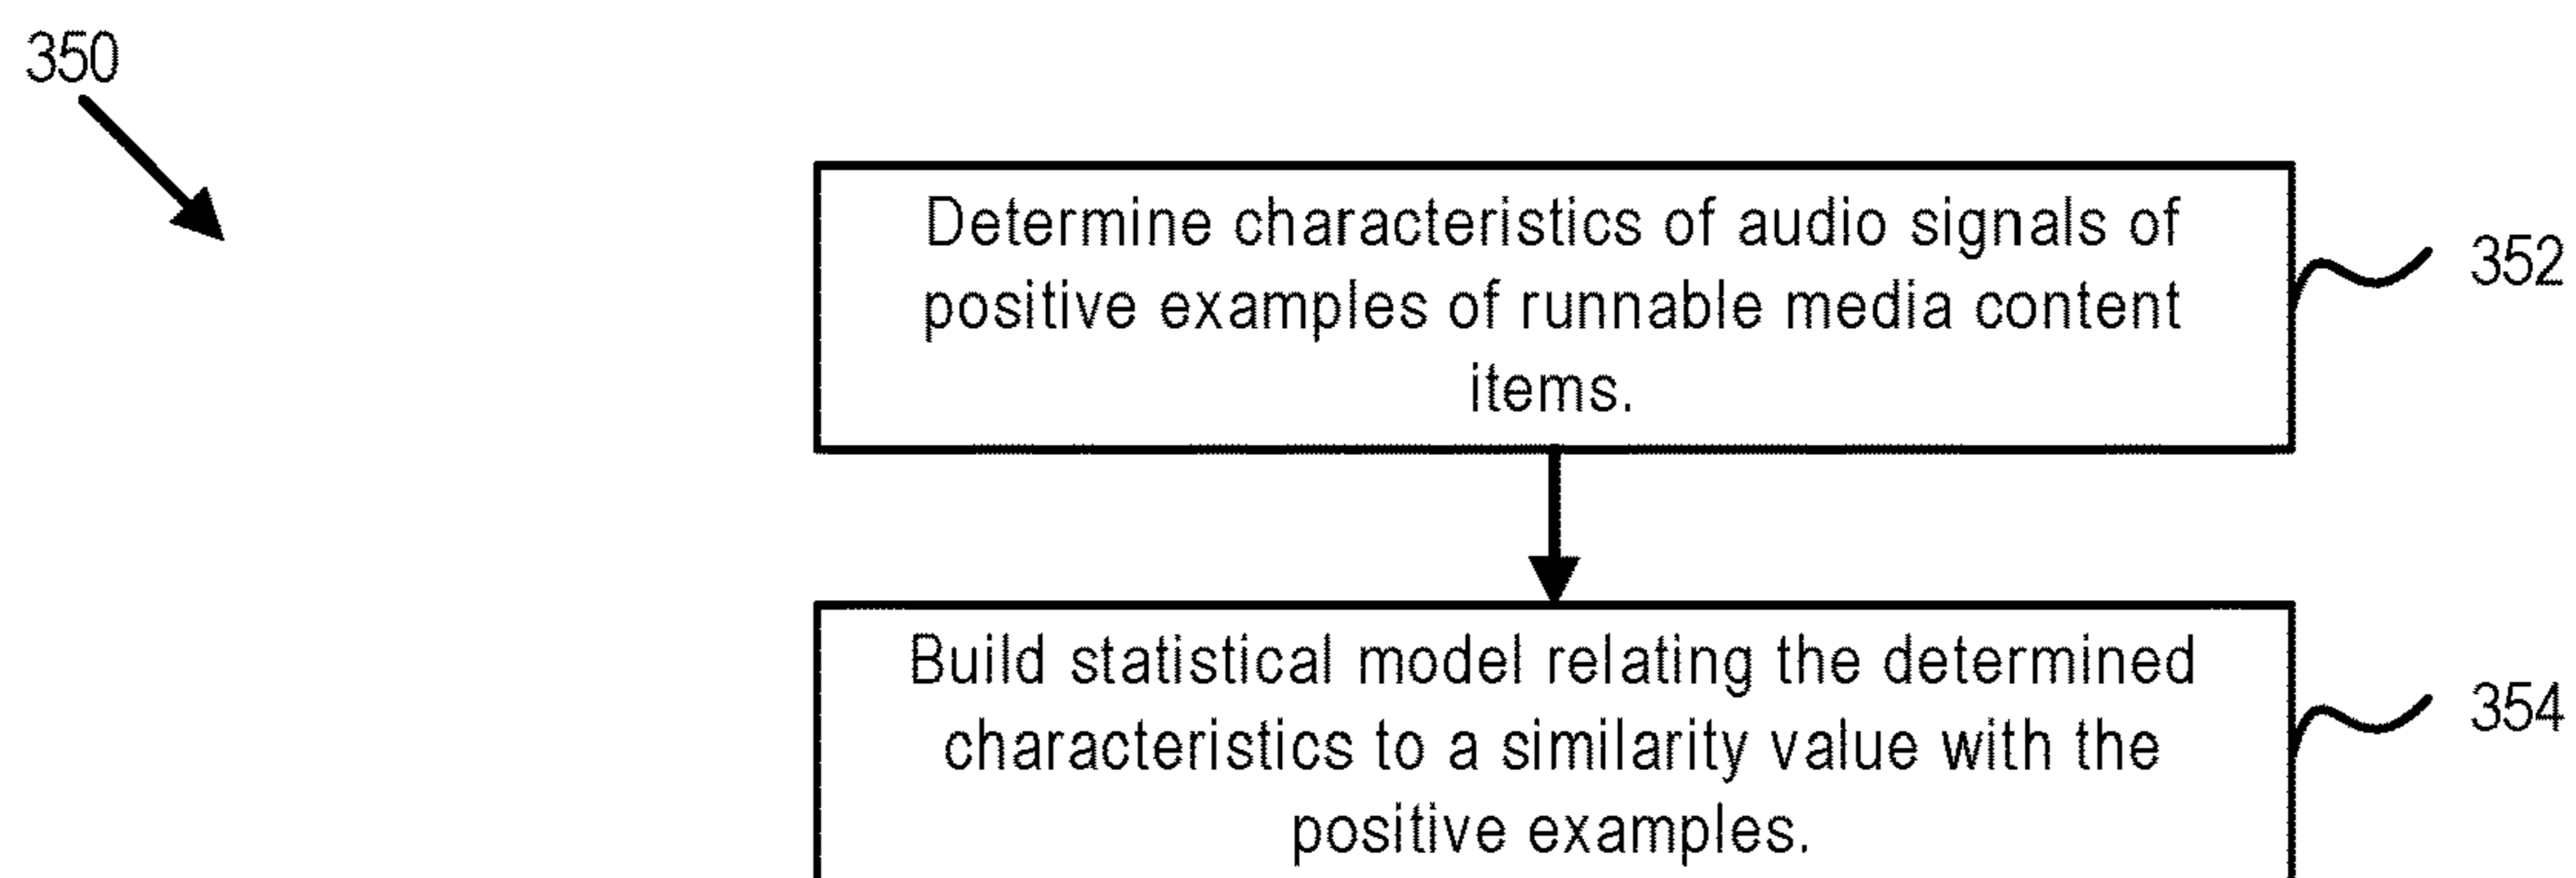 350
Determine characteristics of audio signals of
positive examples of runnable media content
items.
352
Build statistical model relating the determined
characteristics to a similarity value with the
positive examples.
354